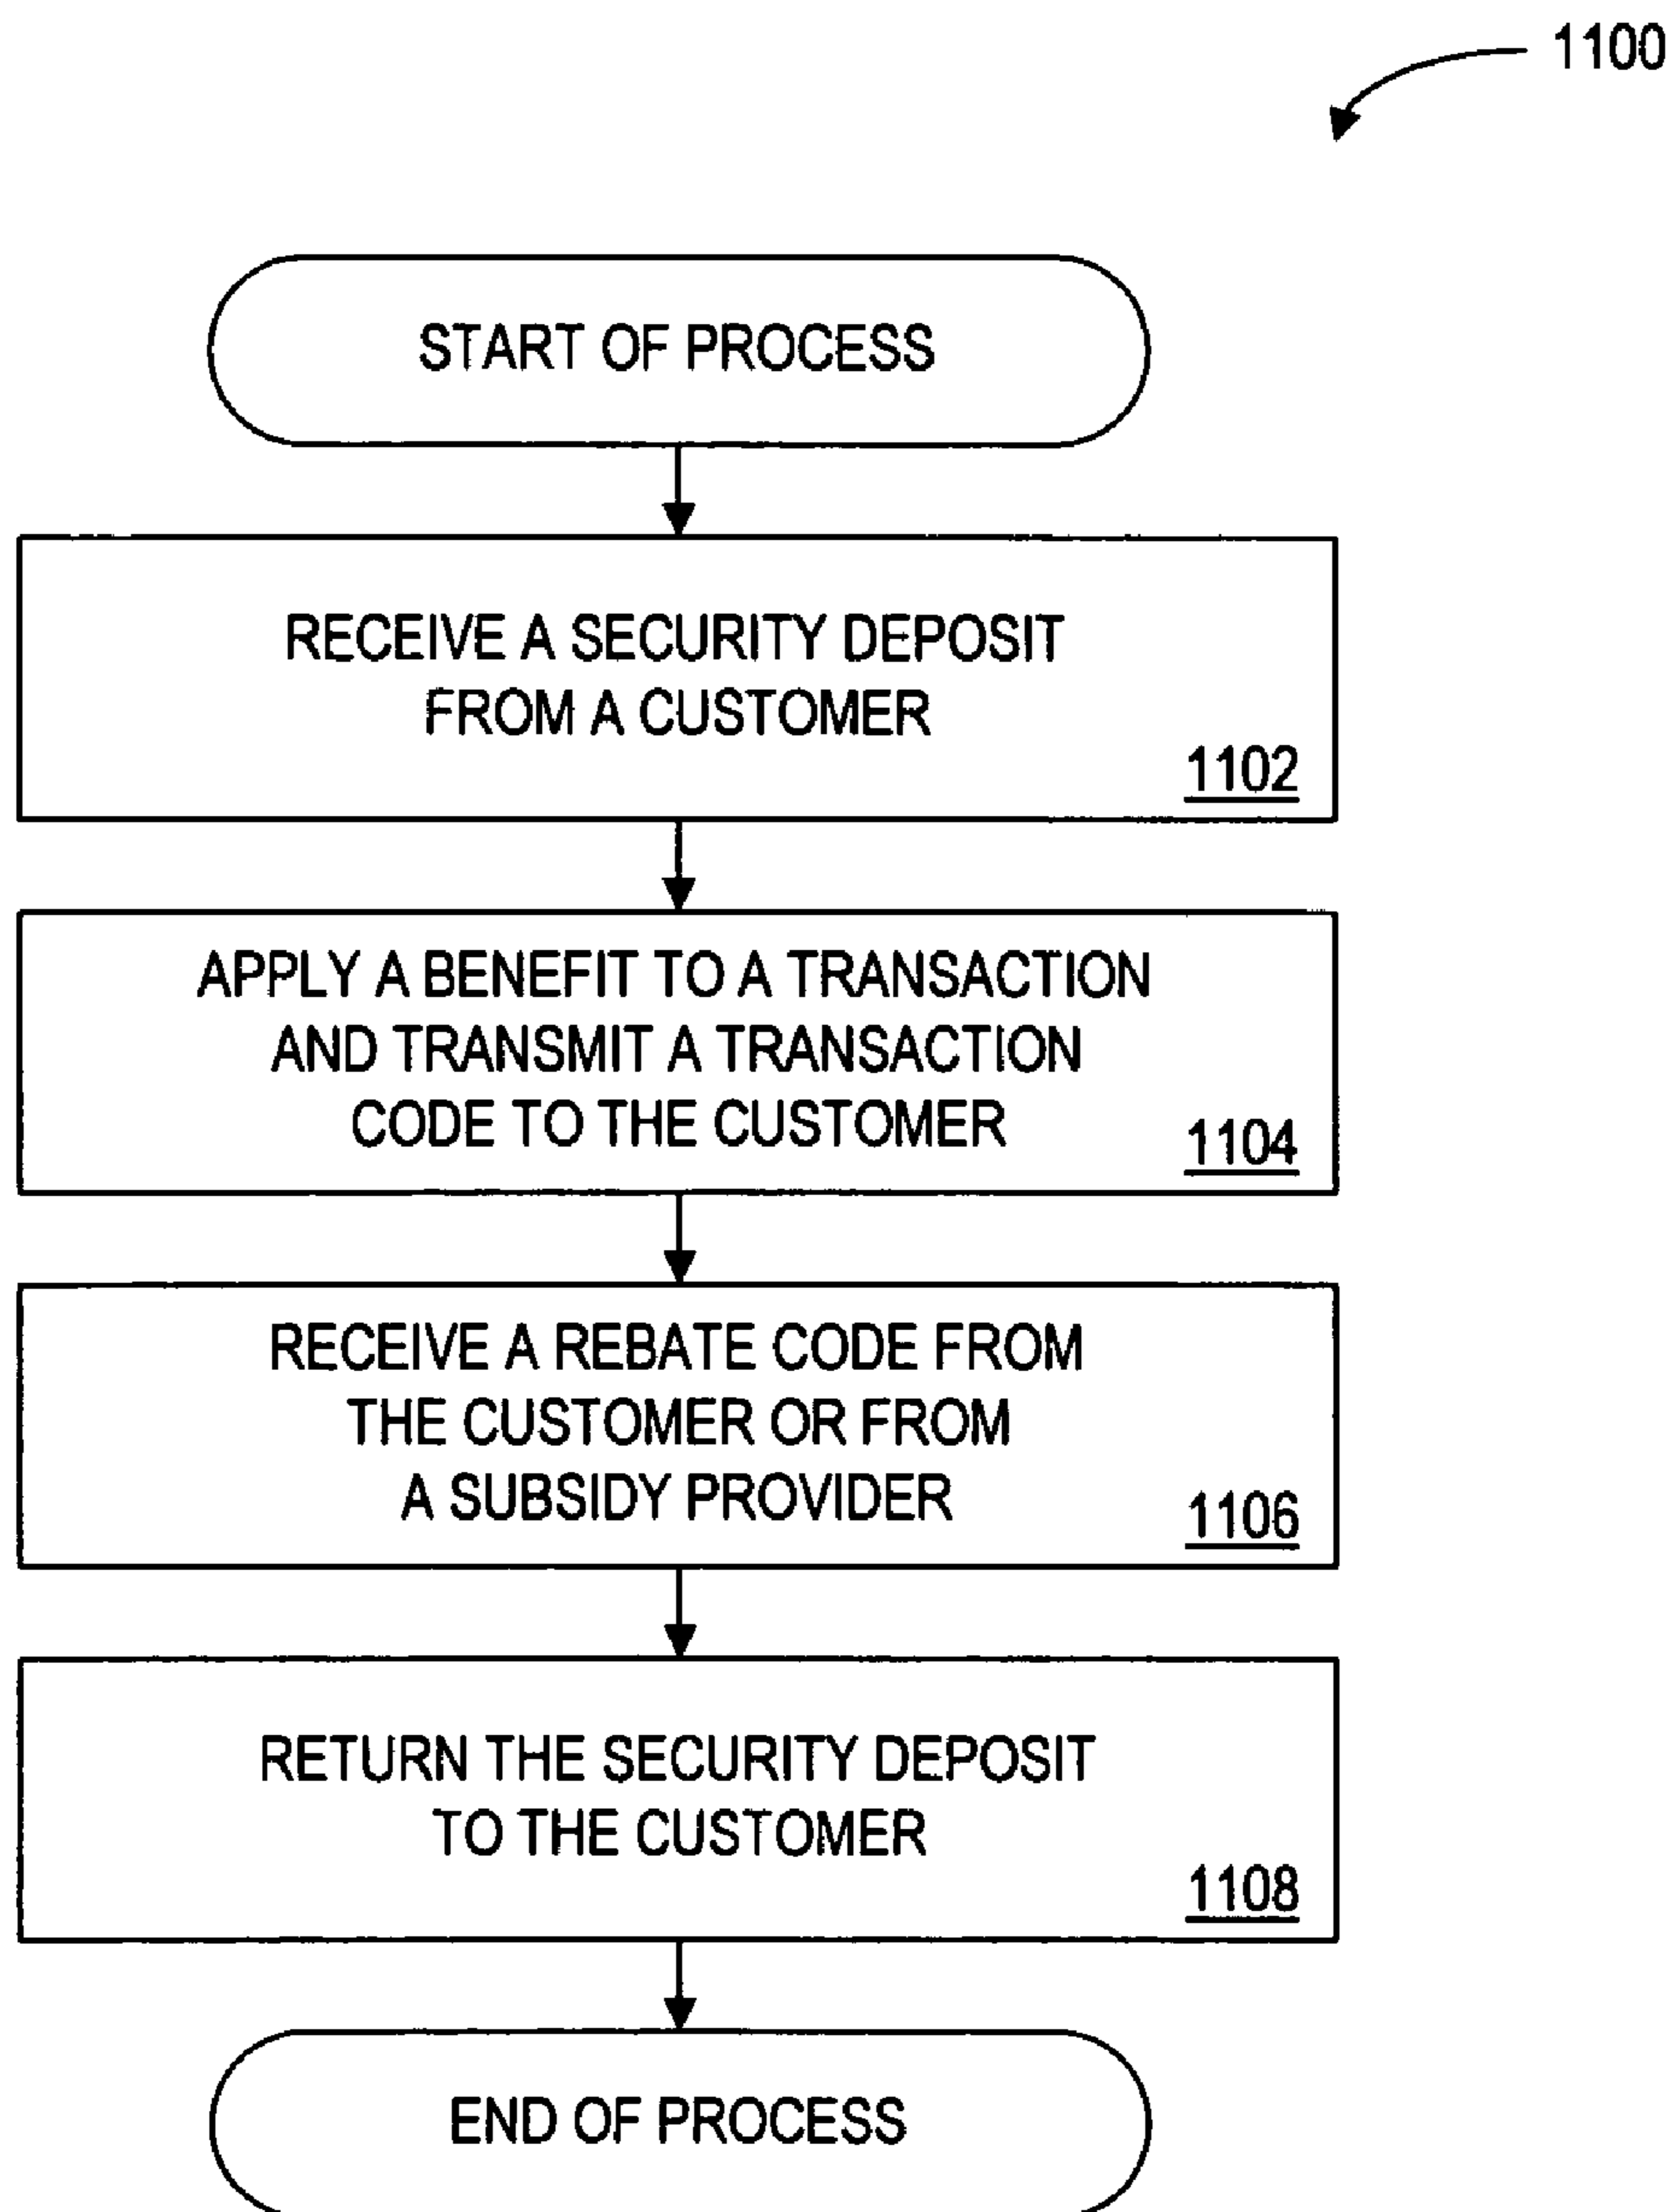 1100
START OF PROCESS
RECEIVE A SECURITY DEPOSIT
FROM A CUSTOMER
1102
APPLY A BENEFIT TO A TRANSACTION
AND TRANSMIT A TRANSACTION
CODE TO THE CUSTOMER
1104
RECEIVE A REBATE CODE FROM
THE CUSTOMER OR FROM
A SUBSIDY PROVIDER
1106
RETURN THE SECURITY DEPOSIT
TO THE CUSTOMER
1108
END OF PROCESS